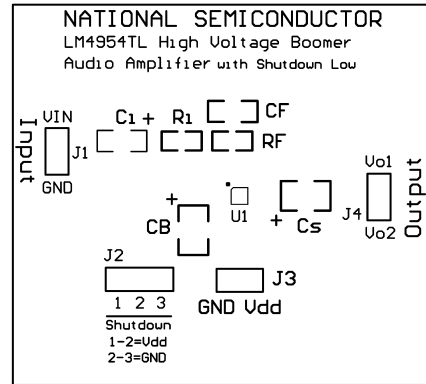 NATIONAL SEMICONDUCTOR
LM4954TL High Voltage Boomer
Audio Amplifier with Shutdown Low
Input
VIN
J1
GND
Ci +
Ri
CF
RF
Vo1
J4
Vo2
Output
+
CB
U1
+
Cs
J2
1 2 3
Shutdown
1-2=Vdd
2-3=GND
J3
GND Vdd